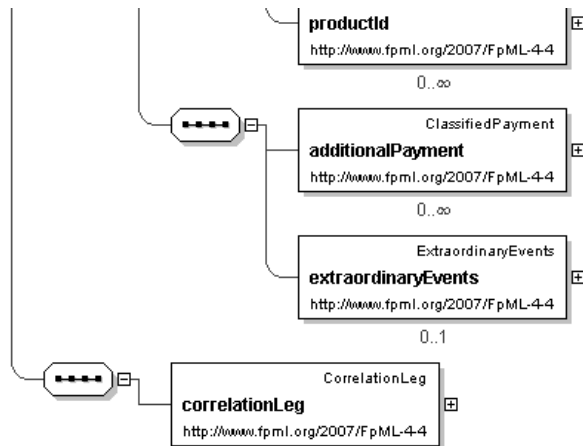 productId
http://www.fpml.org/2007/FpML-4-4
0..∞
ClassifiedPayment
additionalPayment
http://www.fpml.org/2007/FpML-4-4
0..∞
ExtraordinaryEvents
extraordinaryEvents
http://www.fpml.org/2007/FpML-4-4
0..1
CorrelationLeg
correlationLeg
http://www.fpml.org/2007/FpML-4-4